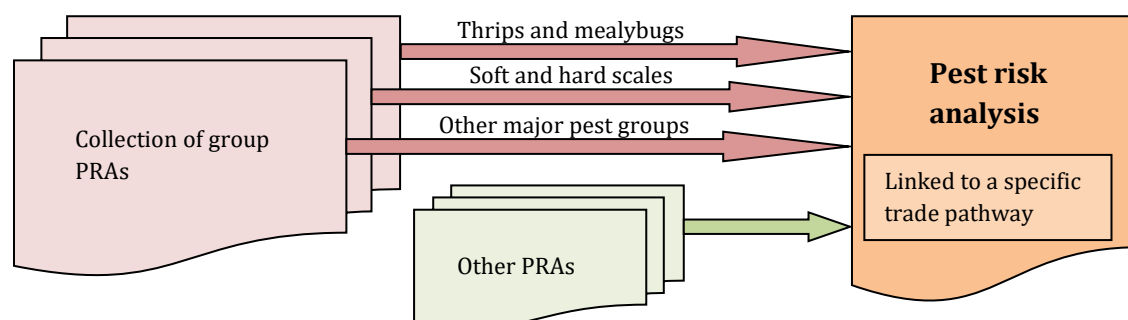 Thrips and mealybugs
Soft and hard scales
Other major pest groups
Collection of group
PRAs
Other PRAs
Pest risk
analysis
Linked to a specific
trade pathway